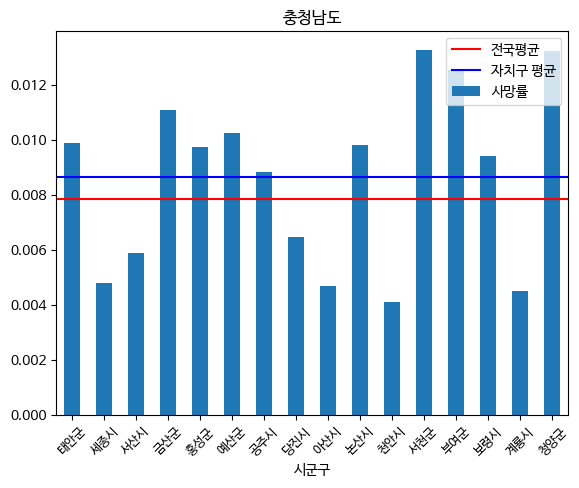 충청남도
전국평균
자치구 평균
사망률
0.012
0.010
0.008
0.006
0.004
0.002
0.000
태안군
세종시
서산시
금산군
홍성군
예산군
공주시
당진시
아산시
논산시
천안시
서천군
부여군
보령시
계룡시
청양군
시군구